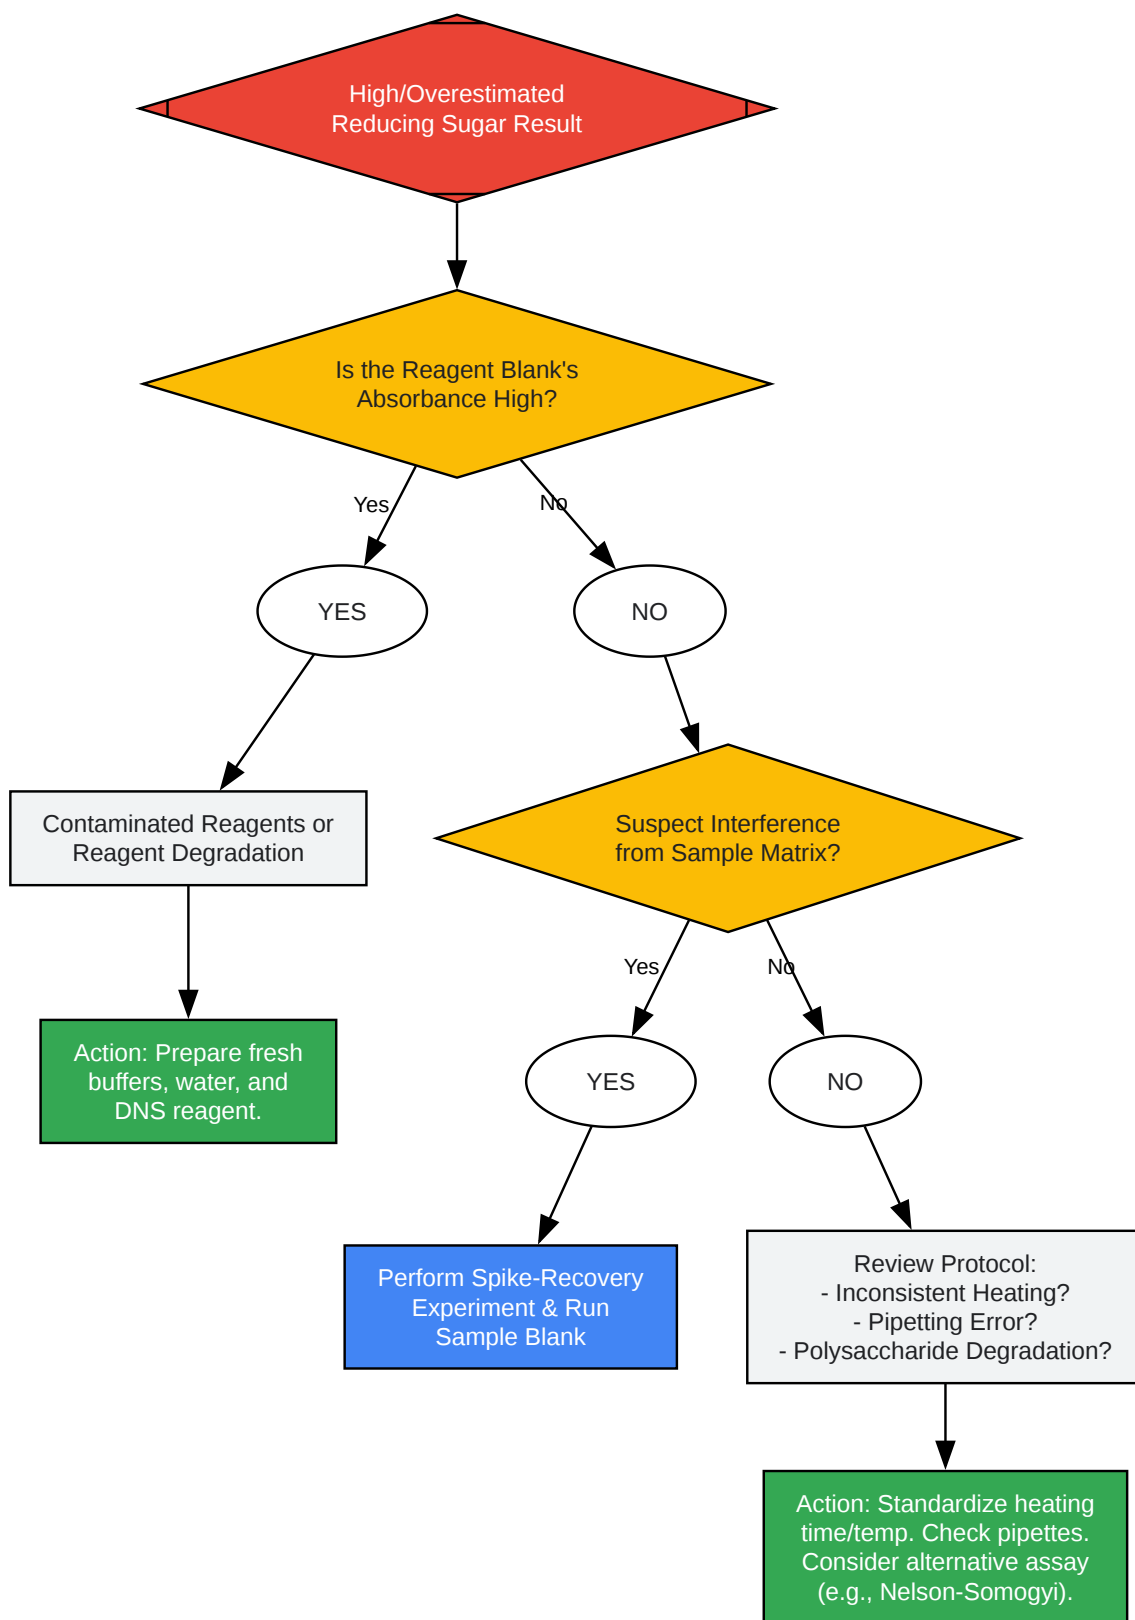 High/Overestimated
Reducing Sugar Result
Is the Reagent Blank's
Absorbance High?
Yes
No
YES
NO
Contaminated Reagents or
Reagent Degradation
Suspect Interference
from Sample Matrix?
Yes
No
Action: Prepare fresh
buffers, water, and
DNS reagent.
YES
NO
Perform Spike-Recovery
Experiment & Run
Sample Blank
Review Protocol:
- Inconsistent Heating?
- Pipetting Error?
- Polysaccharide Degradation?
Action: Standardize heating
time/temp. Check pipettes.
Consider alternative assay
(e.g., Nelson-Somogyi).